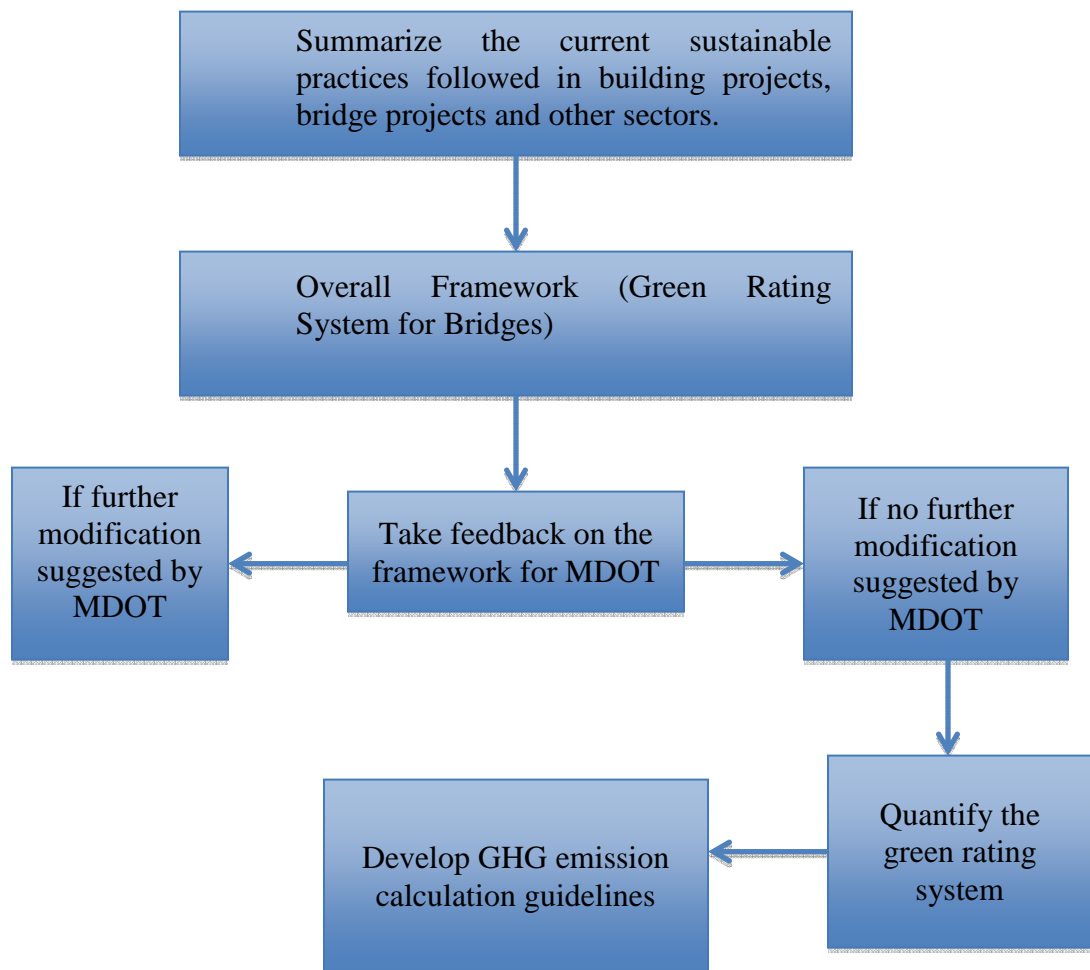 Summarize the current sustainable
practices followed in building projects,
bridge projects and other sectors.
Overall Framework (Green Rating
System for Bridges)
If further
modification
suggested by
MDOT
Take feedback on the
framework for MDOT
If no further
modification
suggested by
MDOT
Quantify the
green rating
system
Develop GHG emission
calculation guidelines